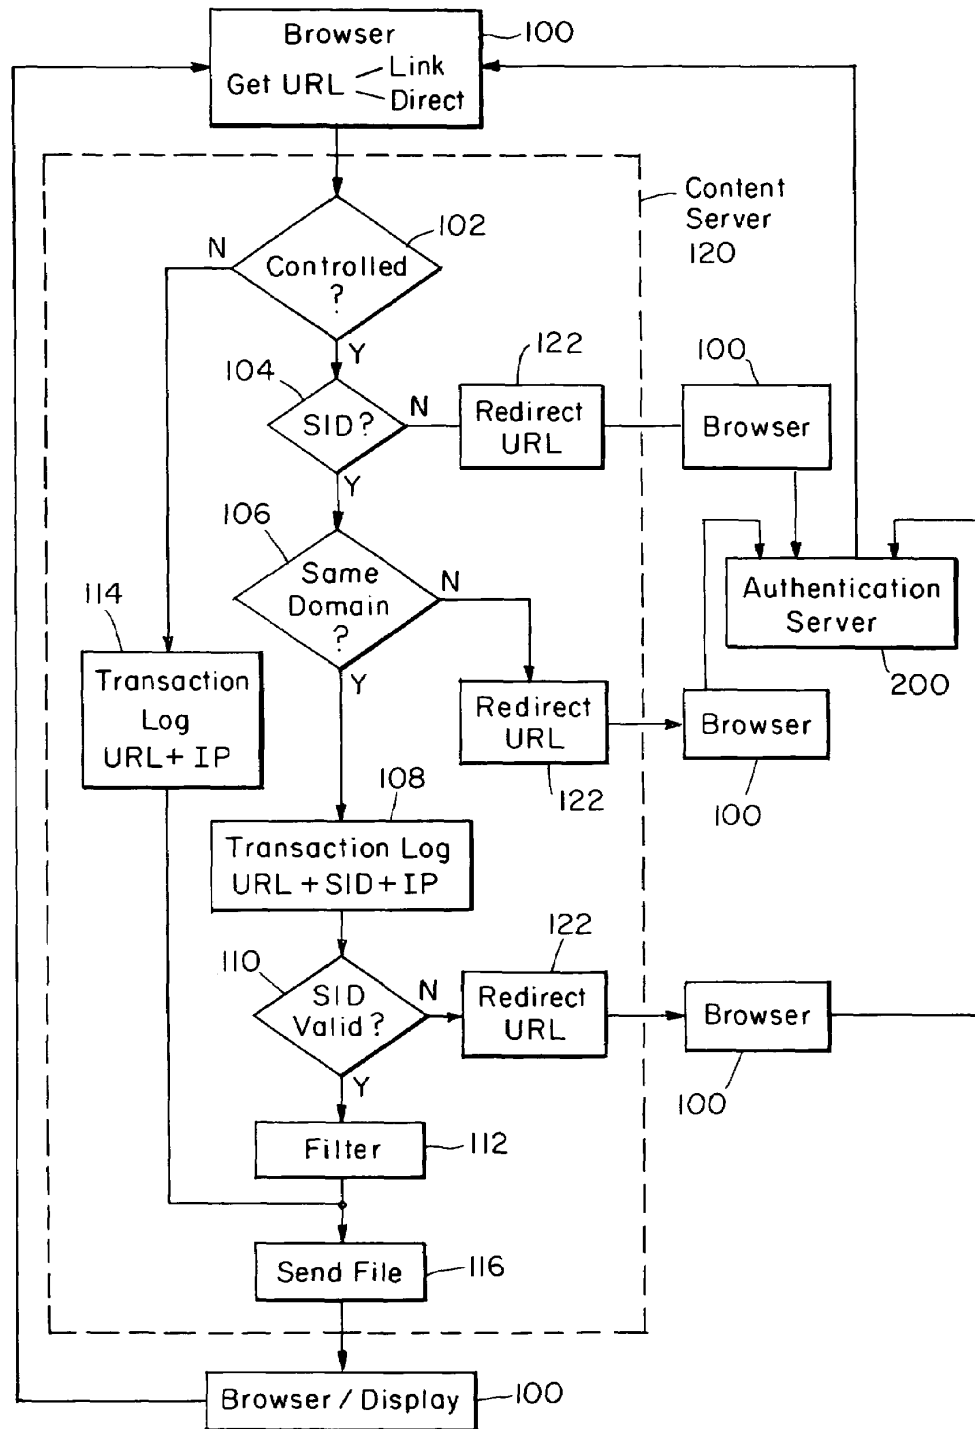 Browser
Get URL
Link
Direct
100
Content
Server
120
102
N
Controlled
?
Y
104
SID?
N
122
Redirect
URL
100
Browser
Y
106
Same
Domain
?
N
Authentication
Server
200
114
Transaction
Log
URL+ IP
Y
Redirect
URL
122
Browser
100
108
Transaction Log
URL+SID+IP
110
SID
Valid?
N
122
Redirect
URL
Browser
100
Y
Filter
112
Send File
116
Browser / Display
100